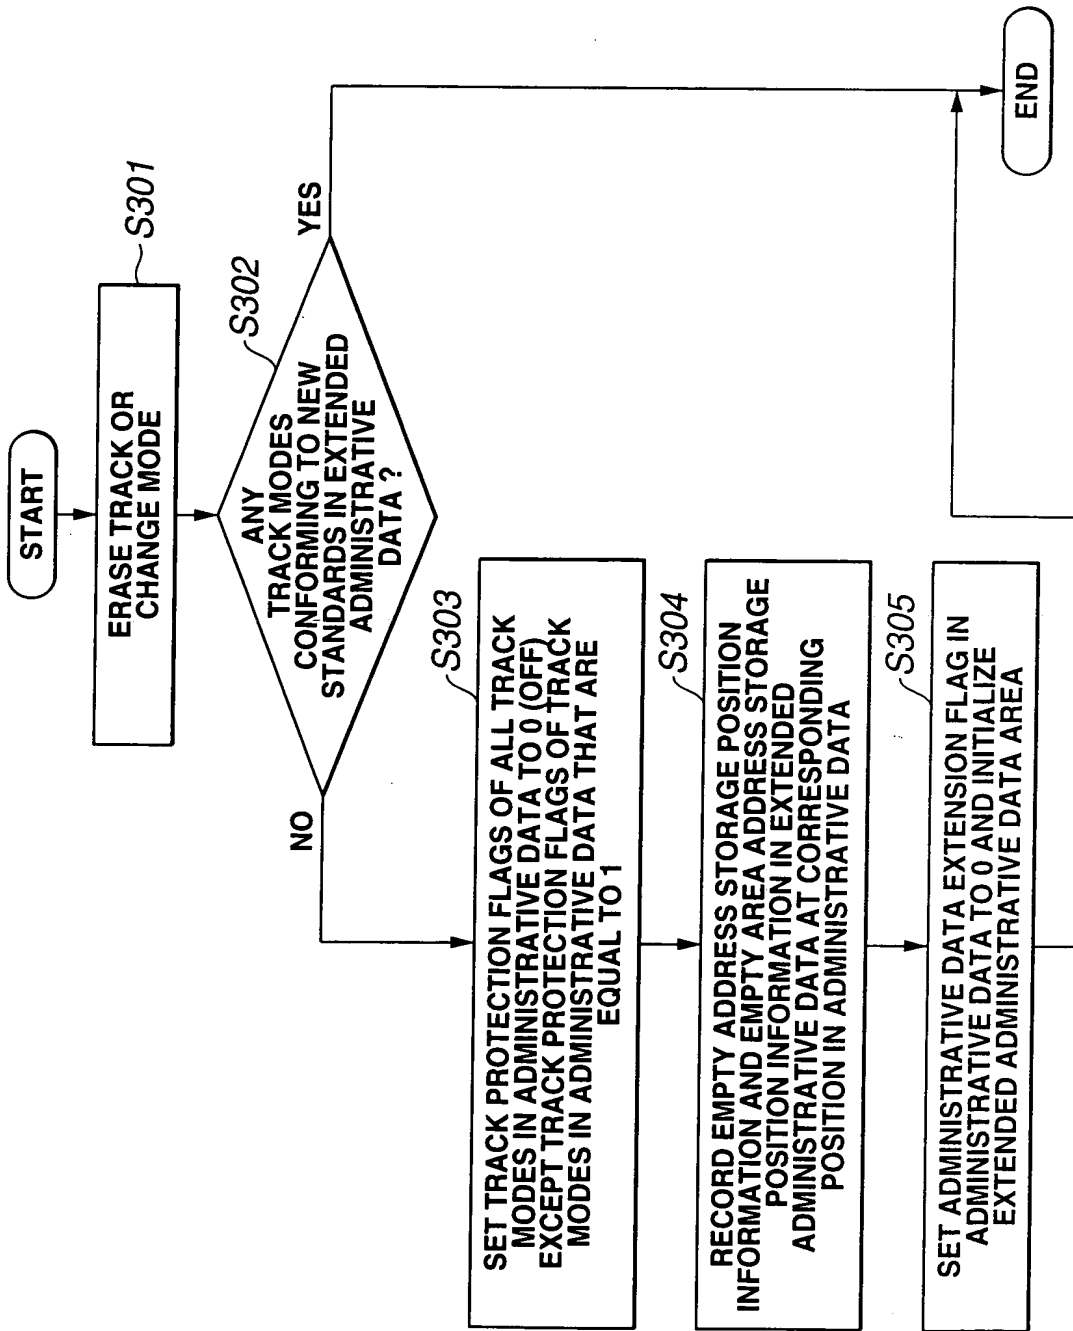 START
S301
ERASE TRACK OR
CHANGE MODE
S302
ANY
TRACK MODES
CONFORMING TO NEW
STANDARDS IN EXTENDED
ADMINISTRATIVE
DATA ?
YES
NO
S303
SET TRACK PROTECTION FLAGS OF ALL TRACK
MODES IN ADMINISTRATIVE DATA TO 0 (OFF)
EXCEPT TRACK PROTECTION FLAGS OF TRACK
MODES IN ADMINISTRATIVE DATA THAT ARE
EQUAL TO 1
S304
RECORD EMPTY ADDRESS STORAGE POSITION
INFORMATION AND EMPTY AREA ADDRESS STORAGE
POSITION INFORMATION IN EXTENDED
ADMINISTRATIVE DATA AT CORRESPONDING
POSITION IN ADMINISTRATIVE DATA
S305
SET ADMINISTRATIVE DATA EXTENSION FLAG IN
ADMINISTRATIVE DATA TO 0 AND INITIALIZE
EXTENDED ADMINISTRATIVE DATA AREA
END